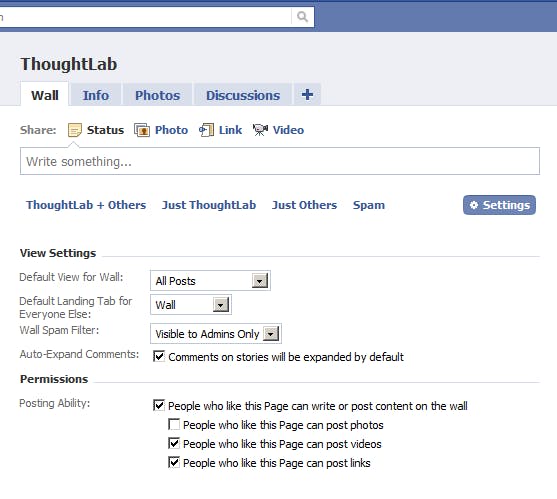 ThoughtLab
Wall Info Photos Discussions +
Share: Status Photo Link Video
Write something...
ThoughtLab + Others Just ThoughtLab Just Others Spam Settings
View Settings
Default View for Wall: All Posts
Default Landing Tab for
Everyone Else: Wall
Wall Spam Filter: Visible to Admins Only
Auto-Expand Comments: Comments on stories will be expanded by default
Permissions
Posting Ability: People who like this Page can write or post content on the wall
People who like this Page can post photos
People who like this Page can post videos
People who like this Page can post links